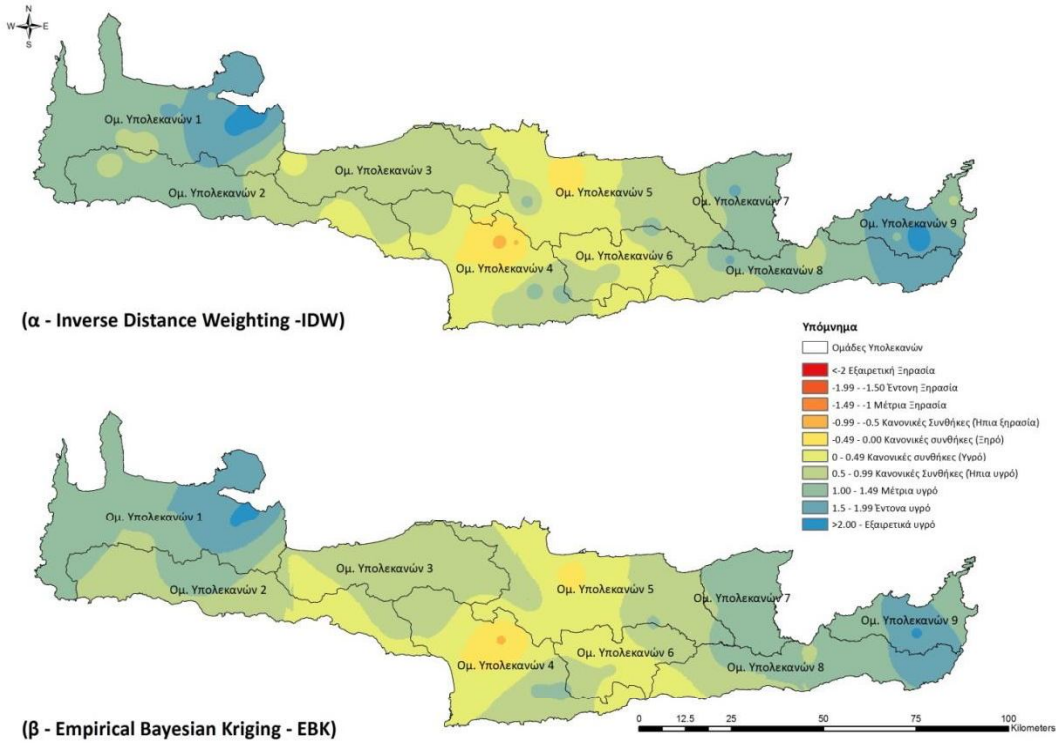 N
W E
S
Ομ. Υπολεκανών 1
Ομ. Υπολεκανών 2
Ομ. Υπολεκανών 3
Ομ. Υπολεκανών 4
Ομ. Υπολεκανών 5
Ομ. Υπολεκανών 6
Ομ. Υπολεκανών 7
Ομ. Υπολεκανών 8
Ομ. Υπολεκανών 9
(α - Inverse Distance Weighting -IDW)
Υπόμνημα
Ομάδες Υπολεκανών
<-2 Εξαιρετική Ξηρασία
-1.99 - -1.50 Έντονη Ξηρασία
-1.49 - -1 Μέτρια Ξηρασία
-0.99 - -0.5 Κανονικές Συνθήκες (Ήπια ξηρασία)
-0.49 - 0.00 Κανονικές συνθήκες (Ξηρό)
0 - 0.49 Κανονικές συνθήκες (Υγρό)
0.5 - 0.99 Κανονικές Συνθήκες (Ήπια υγρό)
1.00 - 1.49 Μέτρια υγρό
1.5 - 1.99 Έντονα υγρό
>2.00 - Εξαιρετικά υγρό
Ομ. Υπολεκανών 1
Ομ. Υπολεκανών 2
Ομ. Υπολεκανών 3
Ομ. Υπολεκανών 4
Ομ. Υπολεκανών 5
Ομ. Υπολεκανών 6
Ομ. Υπολεκανών 7
Ομ. Υπολεκανών 8
Ομ. Υπολεκανών 9
(β - Empirical Bayesian Kriging - EBK)
0 12.5 25 50 75 100
Kilometers